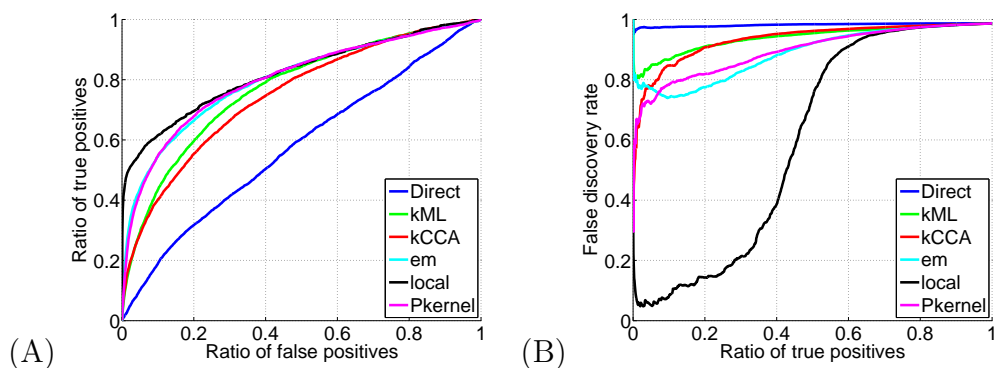 (A)
Ratio of true positives
1
0.8
0.6
0.4
0.2
0
0
0.2
0.4
0.6
0.8
1
Ratio of false positives
Direct
kML
kCCA
em
local
Pkernel
(B)
False discovery rate
1
0.8
0.6
0.4
0.2
0
0
0.2
0.4
0.6
0.8
1
Ratio of true positives
Direct
kML
kCCA
em
local
Pkernel